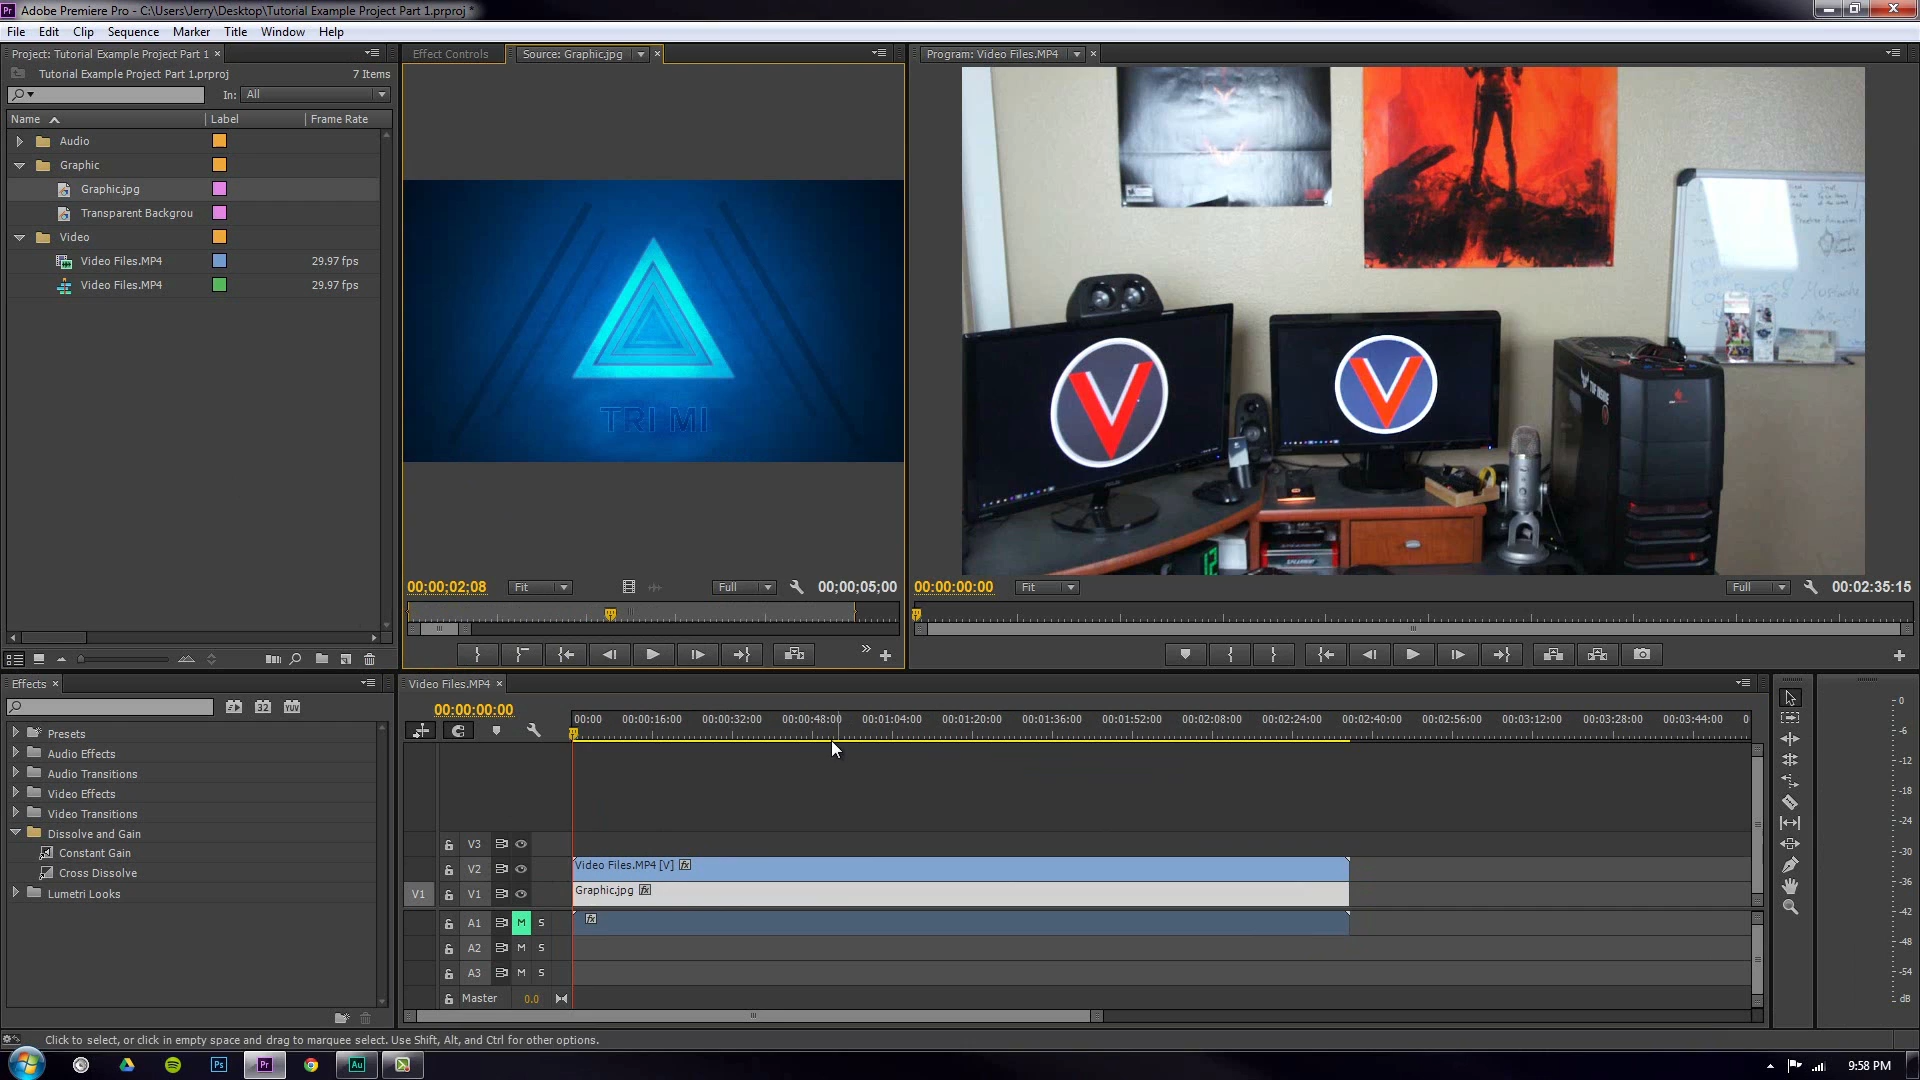 Adobe Premiere Pro - C:\Users\Jerry\Desktop\Tutorial Example Project Part 1.prproj *
File Edit Clip Sequence Marker Title Window Help
Project: Tutorial Example Project Part 1
Tutorial Example Project Part 1.prproj 7 Items
In: All
Name Label Frame Rate
Audio
Graphic
Graphic.jpg
Transparent Backgrou
Video
Video Files.MP4 29.97 fps
Video Files.MP4 29.97 fps
Effect Controls Source: Graphic.jpg
TRI MI
00;00;02;08 Fit Full 00;00;05;00
Program: Video Files.MP4
V V
00:00:00:00 Fit Full 00:02:35:15
Effects
32 YUV
Presets
Audio Effects
Audio Transitions
Video Effects
Video Transitions
Dissolve and Gain
Constant Gain
Cross Dissolve
Lumetri Looks
Video Files.MP4
00:00:00:00
00:00 00:00:16:00 00:00:32:00 00:00:48:00 00:01:04:00 00:01:20:00 00:01:36:00 00:01:52:00 00:02:08:00 00:02:24:00 00:02:40:00 00:02:56:00 00:03:12:00 00:03:28:00 00:03:44:00 0
V3
V2 Video Files.MP4 [V] fx
V1 V1 Graphic.jpg fx
A1 M S fx
A2 M S
A3 M S
Master 0.0
0
-6
-12
-18
-24
-30
-36
-42
-48
-54
dB
Click to select, or click in empty space and drag to marquee select. Use Shift, Alt, and Ctrl for other options.
Ps Pr Au 9:58 PM